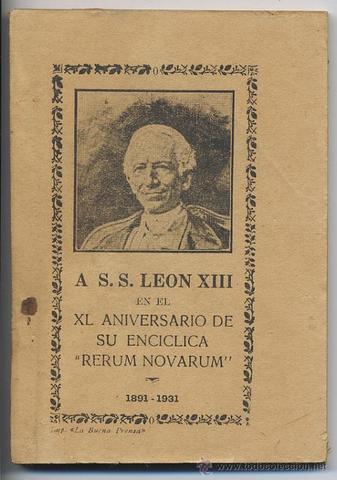 A S. S. LEON XIII
EN EL
XL ANIVERSARIO DE
SU ENCICLICA
"RERUM NOVARUM"
1891 - 1931
Imp. «La Buena Prensa»
todocoleccion
www.todocoleccion.net